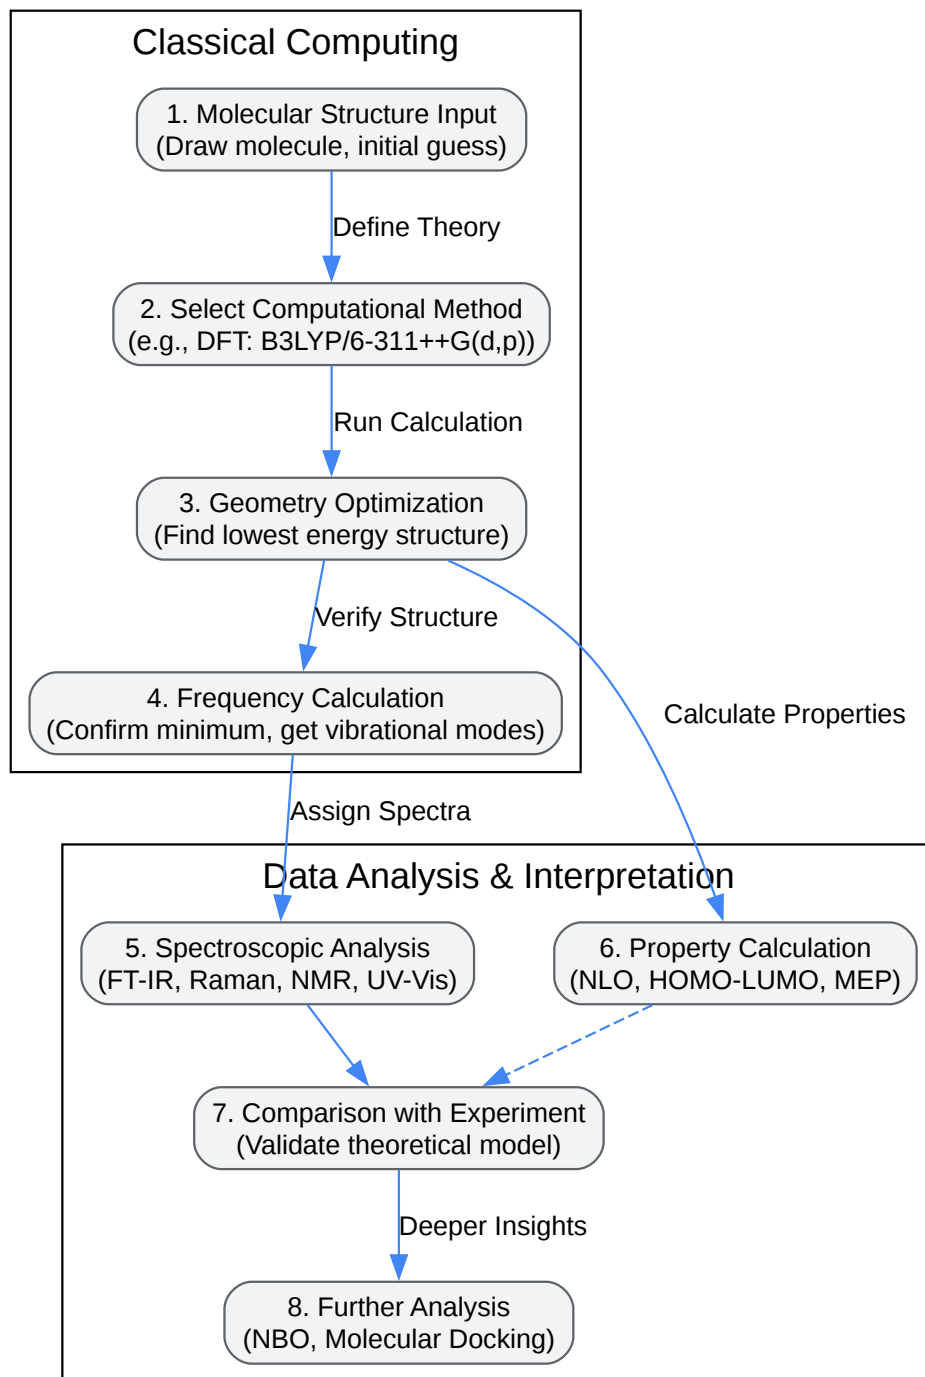 Classical Computing
1. Molecular Structure Input
(Draw molecule, initial guess)
Define Theory
2. Select Computational Method
(e.g., DFT: B3LYP/6-311++G(d,p))
Run Calculation
3. Geometry Optimization
(Find lowest energy structure)
Verify Structure
4. Frequency Calculation
(Confirm minimum, get vibrational modes)
Calculate Properties
Assign Spectra
Data Analysis & Interpretation
5. Spectroscopic Analysis
(FT-IR, Raman, NMR, UV-Vis)
6. Property Calculation
(NLO, HOMO-LUMO, MEP)
7. Comparison with Experiment
(Validate theoretical model)
Deeper Insights
8. Further Analysis
(NBO, Molecular Docking)